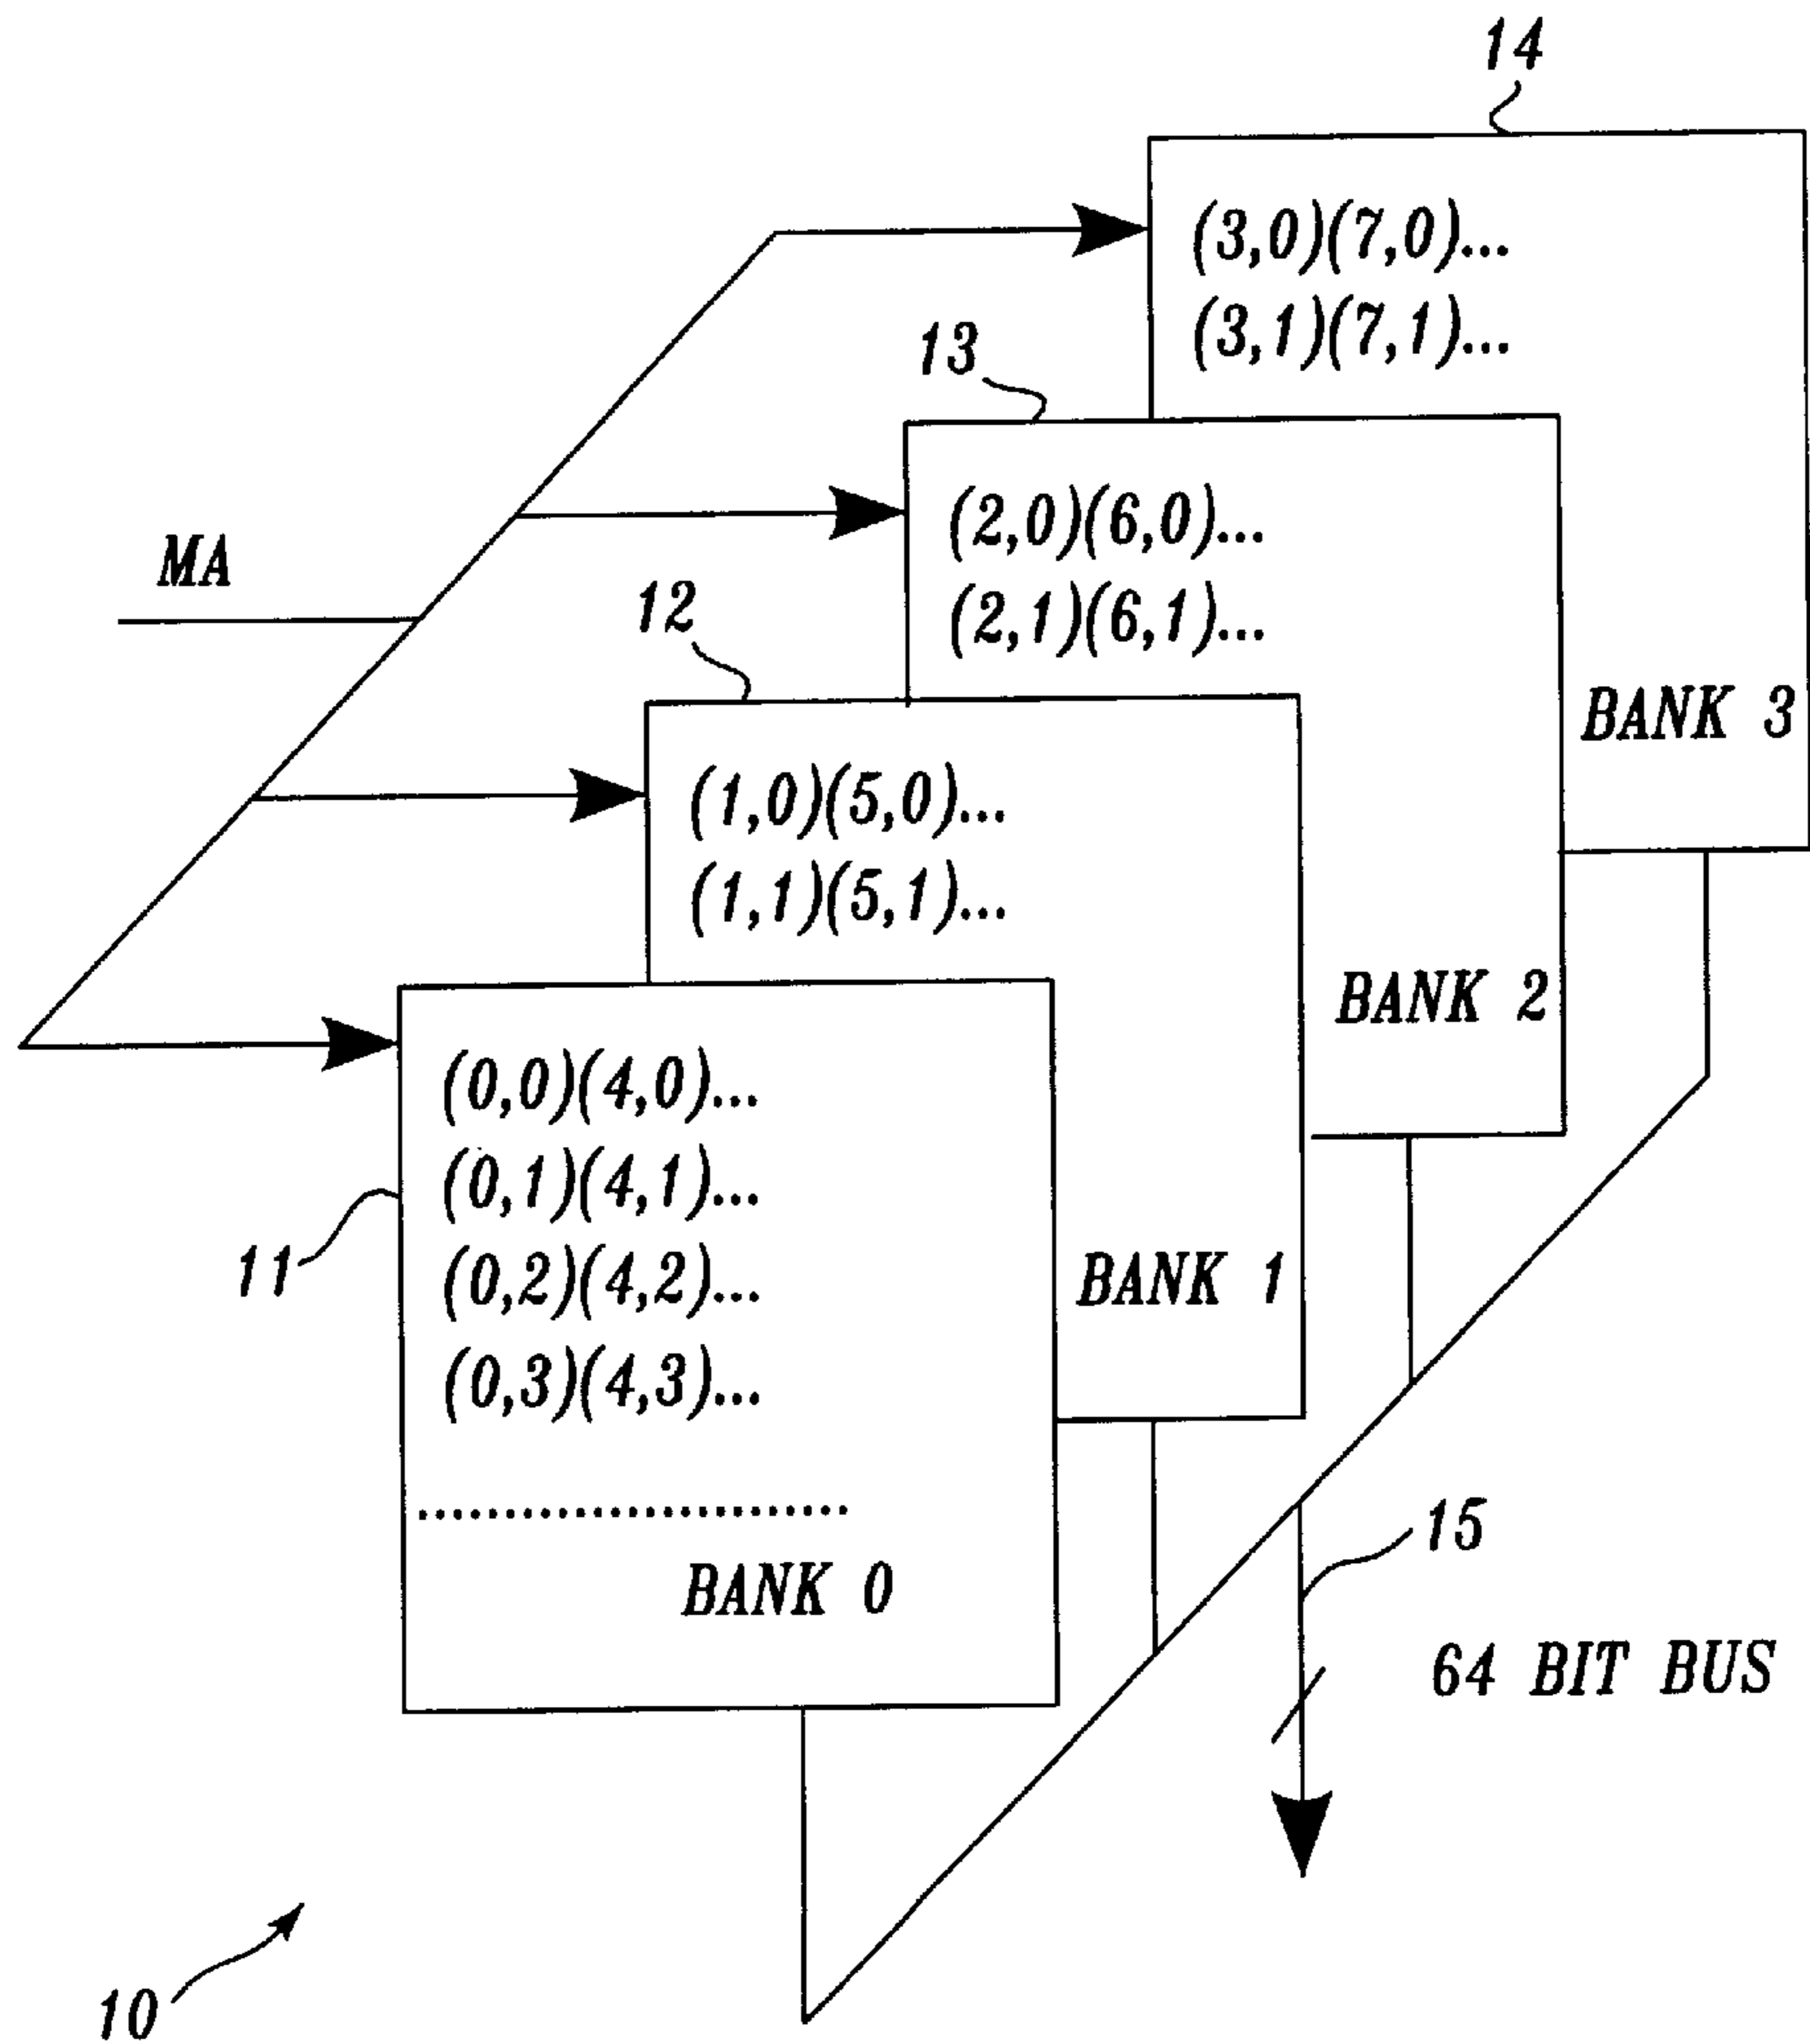 14
(3,0)(7,0)...
(3,1)(7,1)...
BANK 3
13
(2,0)(6,0)...
(2,1)(6,1)...
BANK 2
MA
12
(1,0)(5,0)...
(1,1)(5,1)...
BANK 1
(0,0)(4,0)...
(0,1)(4,1)...
(0,2)(4,2)...
(0,3)(4,3)...
........................
BANK 0
11
15
64 BIT BUS
10